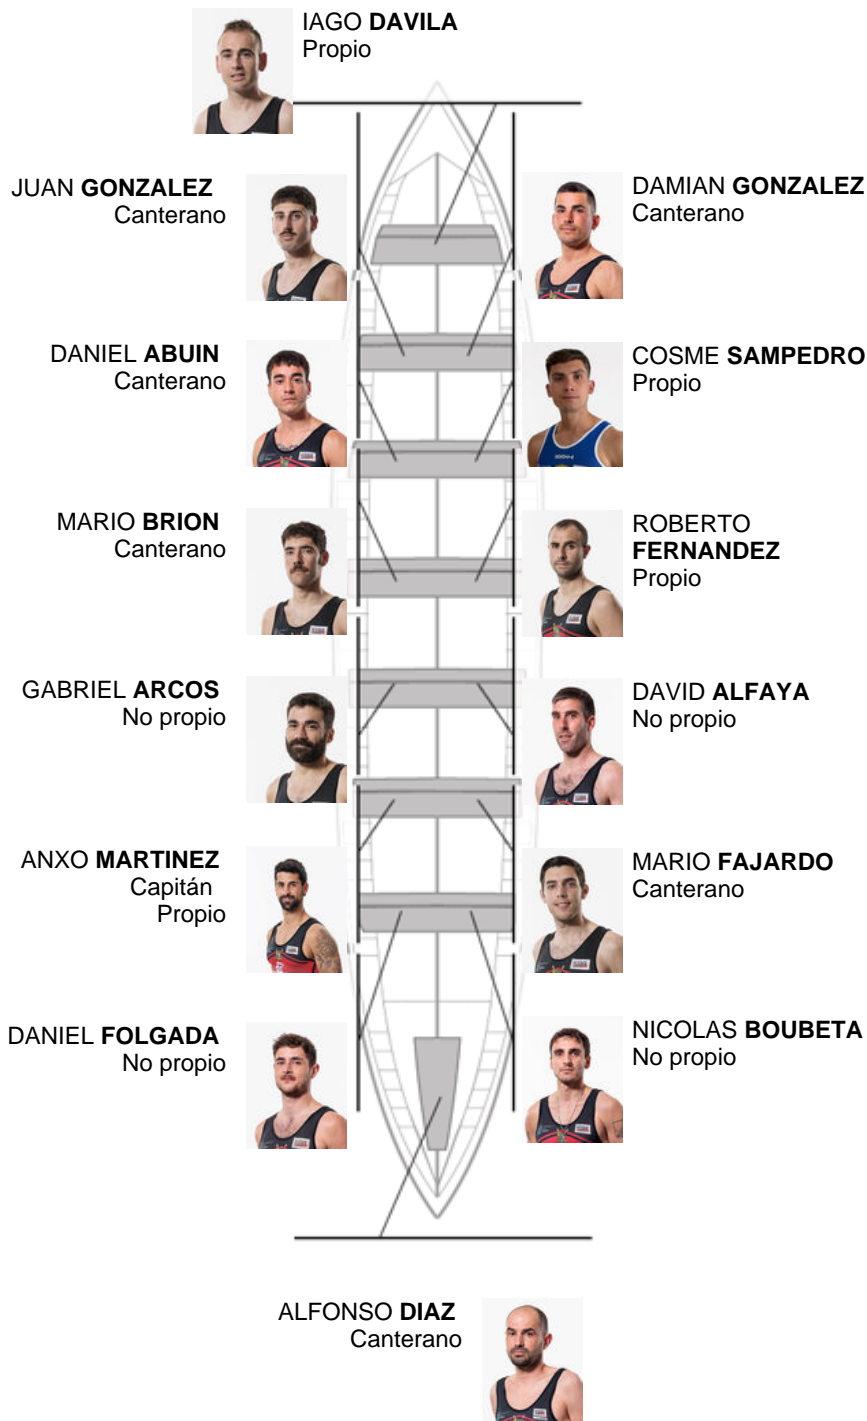 IAGO DAVILA
Propio
JUAN GONZALEZ
Canterano
DAMIAN GONZALEZ
Canterano
DANIEL ABUIN
Canterano
COSME SAMPEDRO
Propio
MARIO BRION
Canterano
ROBERTO
FERNANDEZ
Propio
GABRIEL ARCOS
No propio
DAVID ALFAYA
No propio
ANXO MARTINEZ
Capitán
Propio
MARIO FAJARDO
Canterano
DANIEL FOLGADA
No propio
NICOLAS BOUBETA
No propio
ALFONSO DIAZ
Canterano